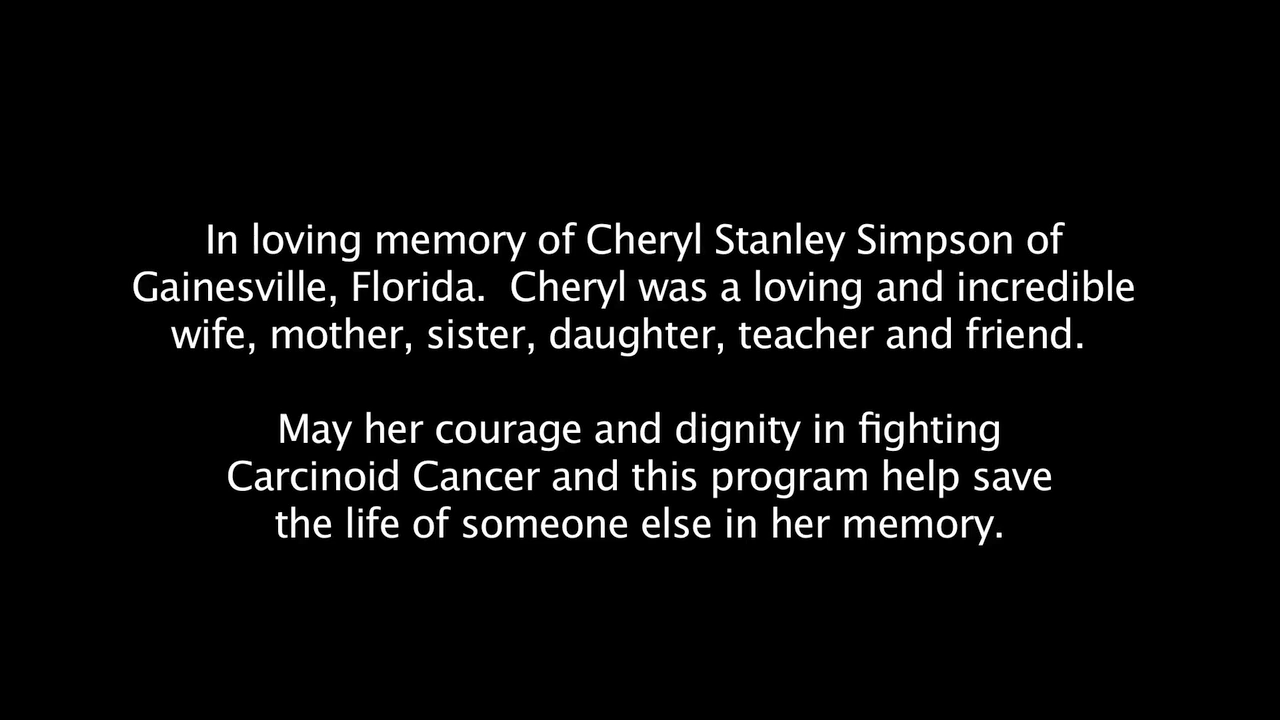 In loving memory of Cheryl Stanley Simpson of
Gainesville, Florida.  Cheryl was a loving and incredible
wife, mother, sister, daughter, teacher and friend.
May her courage and dignity in fighting
Carcinoid Cancer and this program help save
the life of someone else in her memory.